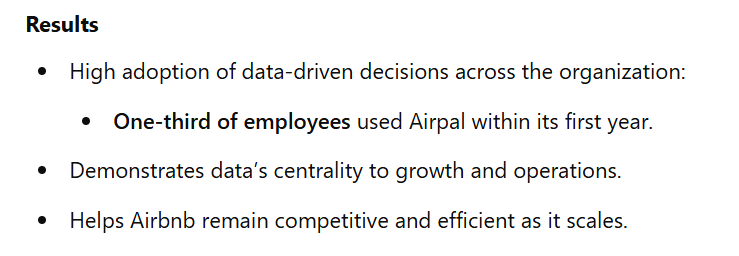 Results
• High adoption of data-driven decisions across the organization:
• One-third of employees used Airpal within its first year.
• Demonstrates data’s centrality to growth and operations.
• Helps Airbnb remain competitive and efficient as it scales.